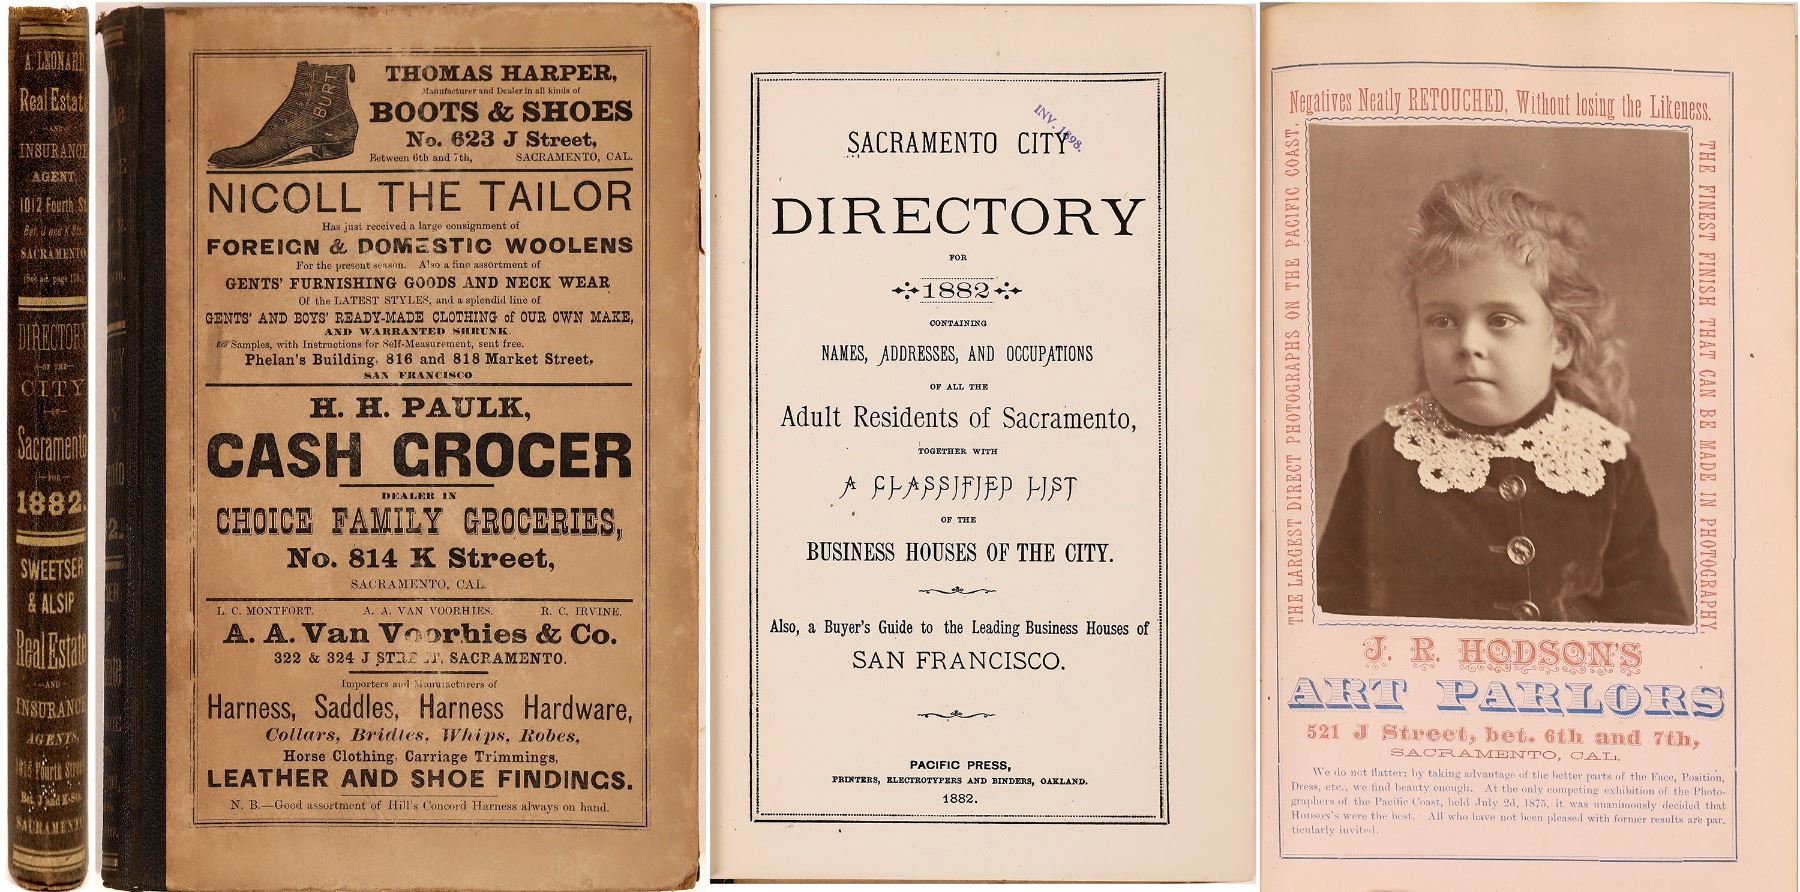 A. LEONARD
Real Estate
—AND—
INSURANCE
AGENT,
1012 Fourth St
Bet. J and K Sts.
SACRAMENTO
DIRECTORY
—OF THE—
CITY
—OF—
Sacramento
—FOR—
1882.
SWEETSER
& ALSIP
Real Estate
—AND—
INSURANCE
AGENTS,
Fourth Street
Bet. J and K Sts.
SACRAMENTO
BURT
THOMAS HARPER,
Manufacturer and Dealer in all kinds of
BOOTS & SHOES
No. 623 J Street,
Between 6th and 7th, SACRAMENTO, CAL.
NICOLL THE TAILOR
Has just received a large consignment of
FOREIGN & DOMESTIC WOOLENS
For the present season. Also a fine assortment of
GENTS' FURNISHING GOODS AND NECK WEAR
Of the LATEST STYLES, and a splendid line of
GENTS' AND BOYS' READY-MADE CLOTHING of OUR OWN MAKE,
AND WARRANTED SHRUNK.
Samples, with Instructions for Self-Measurement, sent free.
Phelan's Building, 816 and 818 Market Street,
SAN FRANCISCO.
H. H. PAULK,
CASH GROCER
DEALER IN
CHOICE FAMILY GROCERIES,
No. 814 K Street,
SACRAMENTO, CAL.
L. C. MONTFORT. A. A. VAN VOORHIES. R. C. IRVINE.
A. A. Van Voorhies & Co.
322 & 324 J STREET, SACRAMENTO.
Importers and Manufacturers of
Harness, Saddles, Harness Hardware,
Collars, Bridles, Whips, Robes,
Horse Clothing, Carriage Trimmings,
LEATHER AND SHOE FINDINGS.
N. B.—Good assortment of Hill's Concord Harness always on hand.
INV. 1898.
SACRAMENTO CITY
DIRECTORY
FOR
1882
CONTAINING
NAMES, ADDRESSES, AND OCCUPATIONS
OF ALL THE
Adult Residents of Sacramento,
TOGETHER WITH
A CLASSIFIED LIST
OF THE
BUSINESS HOUSES OF THE CITY.
Also, a Buyer's Guide to the Leading Business Houses of
SAN FRANCISCO.
PACIFIC PRESS,
PRINTERS, ELECTROTYPERS AND BINDERS, OAKLAND.
1882.
Negatives Neatly RETOUCHED, Without losing the Likeness.
THE LARGEST DIRECT PHOTOGRAPHS ON THE PACIFIC COAST.
THE FINEST FINISH THAT CAN BE MADE IN PHOTOGRAPHY.
J. R. HODSON'S
ART PARLORS
521 J Street, bet. 6th and 7th,
SACRAMENTO, CAL.
We do not flatter; by taking advantage of the better parts of the Face, Position,
Dress, etc., we find beauty enough. At the only competing exhibition of the Photo-
graphers of the Pacific Coast, held July 2d, 1875, it was unanimously decided that
HODSON'S were the best. All who have not been pleased with former results are par-
ticularly invited.